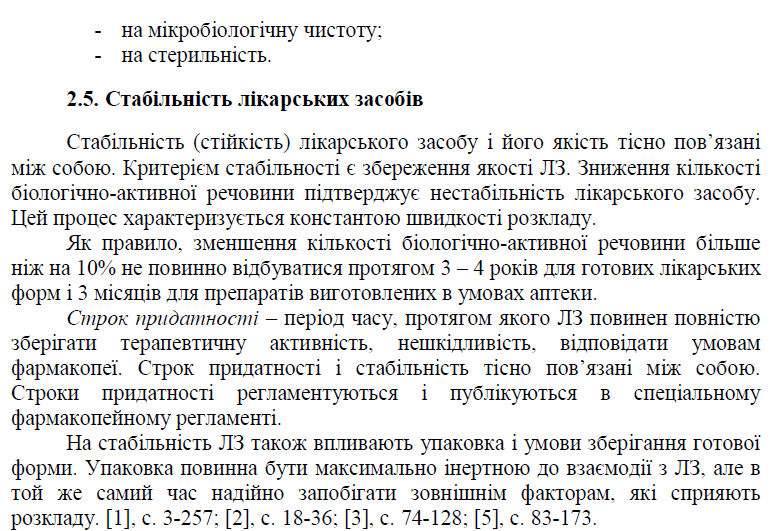 - на мікробіологічну чистоту;
- на стерильність.
2.5. Стабільність лікарських засобів
Стабільність (стійкість) лікарського засобу і його якість тісно пов’язані
між собою. Критерієм стабільності є збереження якості ЛЗ. Зниження кількості
біологічно-активної речовини підтверджує нестабільність лікарського засобу.
Цей процес характеризується константою швидкості розкладу.
Як правило, зменшення кількості біологічно-активної речовини більше
ніж на 10% не повинно відбуватися протягом 3 – 4 років для готових лікарських
форм і 3 місяців для препаратів виготовлених в умовах аптеки.
Строк придатності – період часу, протягом якого ЛЗ повинен повністю
зберігати терапевтичну активність, нешкідливість, відповідати умовам
фармакопеї. Строк придатності і стабільність тісно пов’язані між собою.
Строки придатності регламентуються і публікуються в спеціальному
фармакопейному регламенті.
На стабільність ЛЗ також впливають упаковка і умови зберігання готової
форми. Упаковка повинна бути максимально інертною до взаємодії з ЛЗ, але в
той же самий час надійно запобігати зовнішнім факторам, які сприяють
розкладу. [1], с. 3-257; [2], с. 18-36; [3], с. 74-128; [5], с. 83-173.